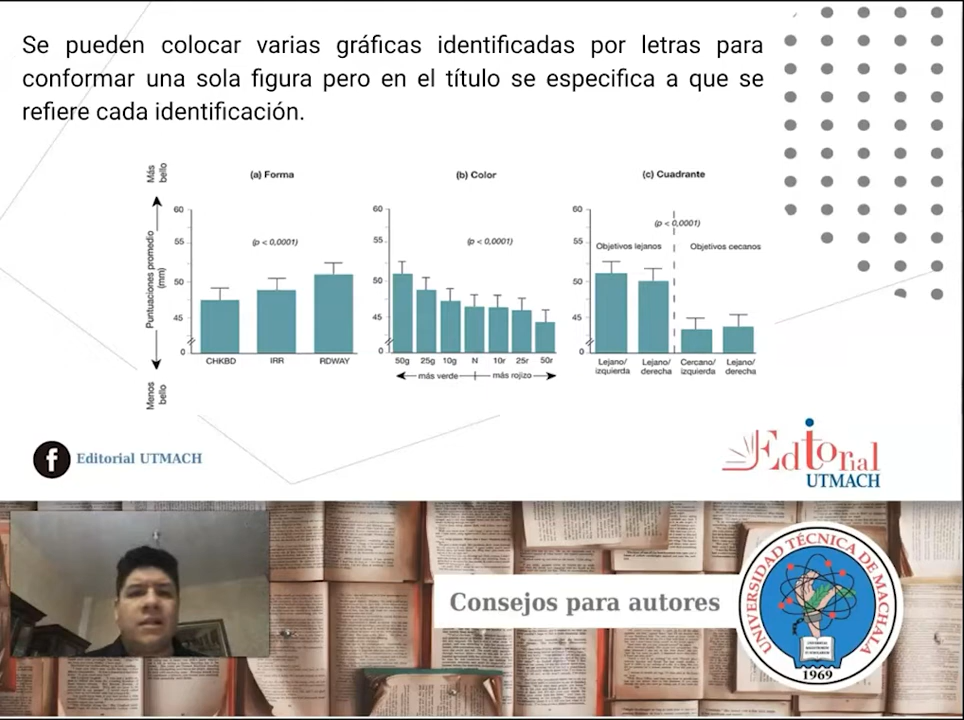 Se pueden colocar varias gráficas identificadas por letras para
conformar una sola figura pero en el título se especifica a que se
refiere cada identificación.
Más
bello
Puntuaciones promedio
(mm)
Menos
bello
(a) Forma
60
55
50
45
0
(p < 0,0001)
CHKBD IRR RDWAY
(b) Color
60
55
50
45
0
(p < 0,0001)
50g 25g 10g N 10r 25r 50r
más verde más rojizo
(c) Cuadrante
60
55
50
45
0
(p < 0,0001)
Objetivos lejanos Objetivos cecanos
Lejano/ Lejano/ Cercano/ Lejano/
izquierda derecha izquierda derecha
f Editorial UTMACH
Editorial
UTMACH
Consejos para autores
UNIVERSIDAD TÉCNICA DE MACHALA
1969